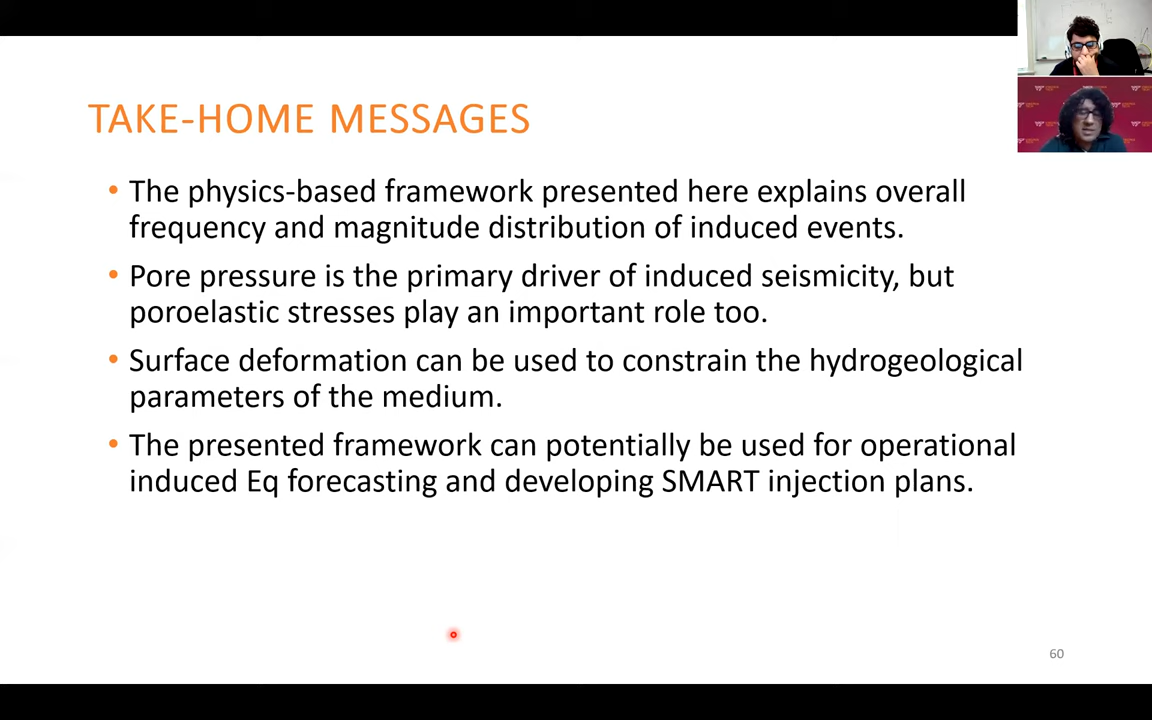 TAKE-HOME MESSAGES
• The physics-based framework presented here explains overall
frequency and magnitude distribution of induced events.
• Pore pressure is the primary driver of induced seismicity, but
poroelastic stresses play an important role too.
• Surface deformation can be used to constrain the hydrogeological
parameters of the medium.
• The presented framework can potentially be used for operational
induced Eq forecasting and developing SMART injection plans.
60